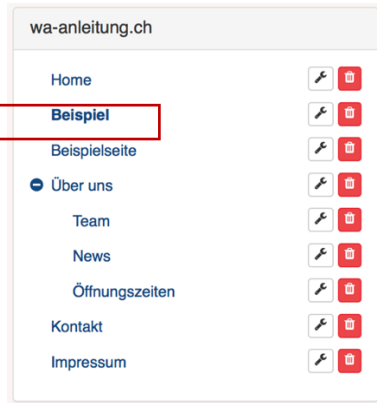 wa-anleitung.ch
Home
Beispiel
Beispielseite
Über uns
Team
News
Öffnungszeiten
Kontakt
Impressum